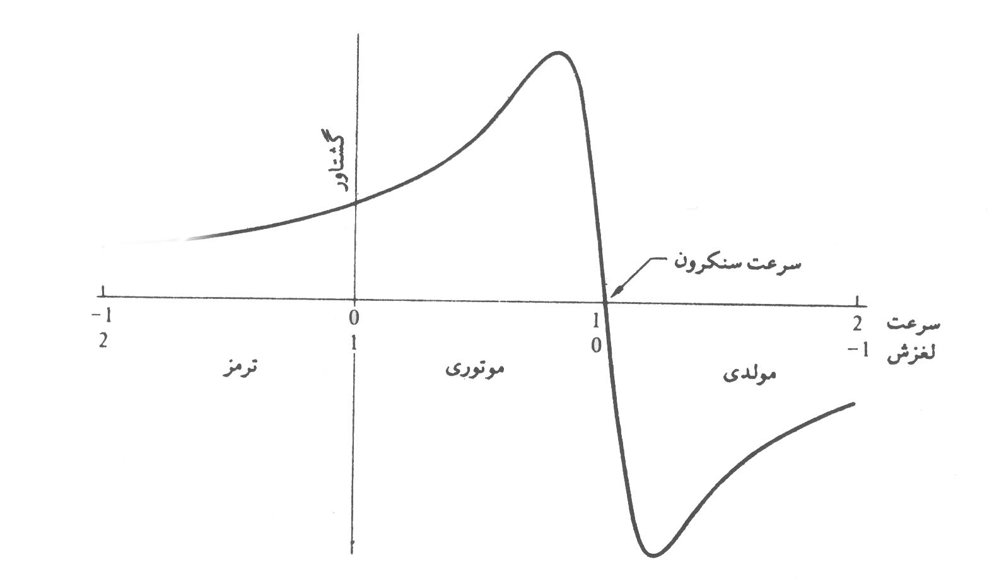 گشتاور
سرعت سنکرون
-1 0 1 2 سرعت
2 1 0 -1 لغزش
ترمز موتوری مولدی